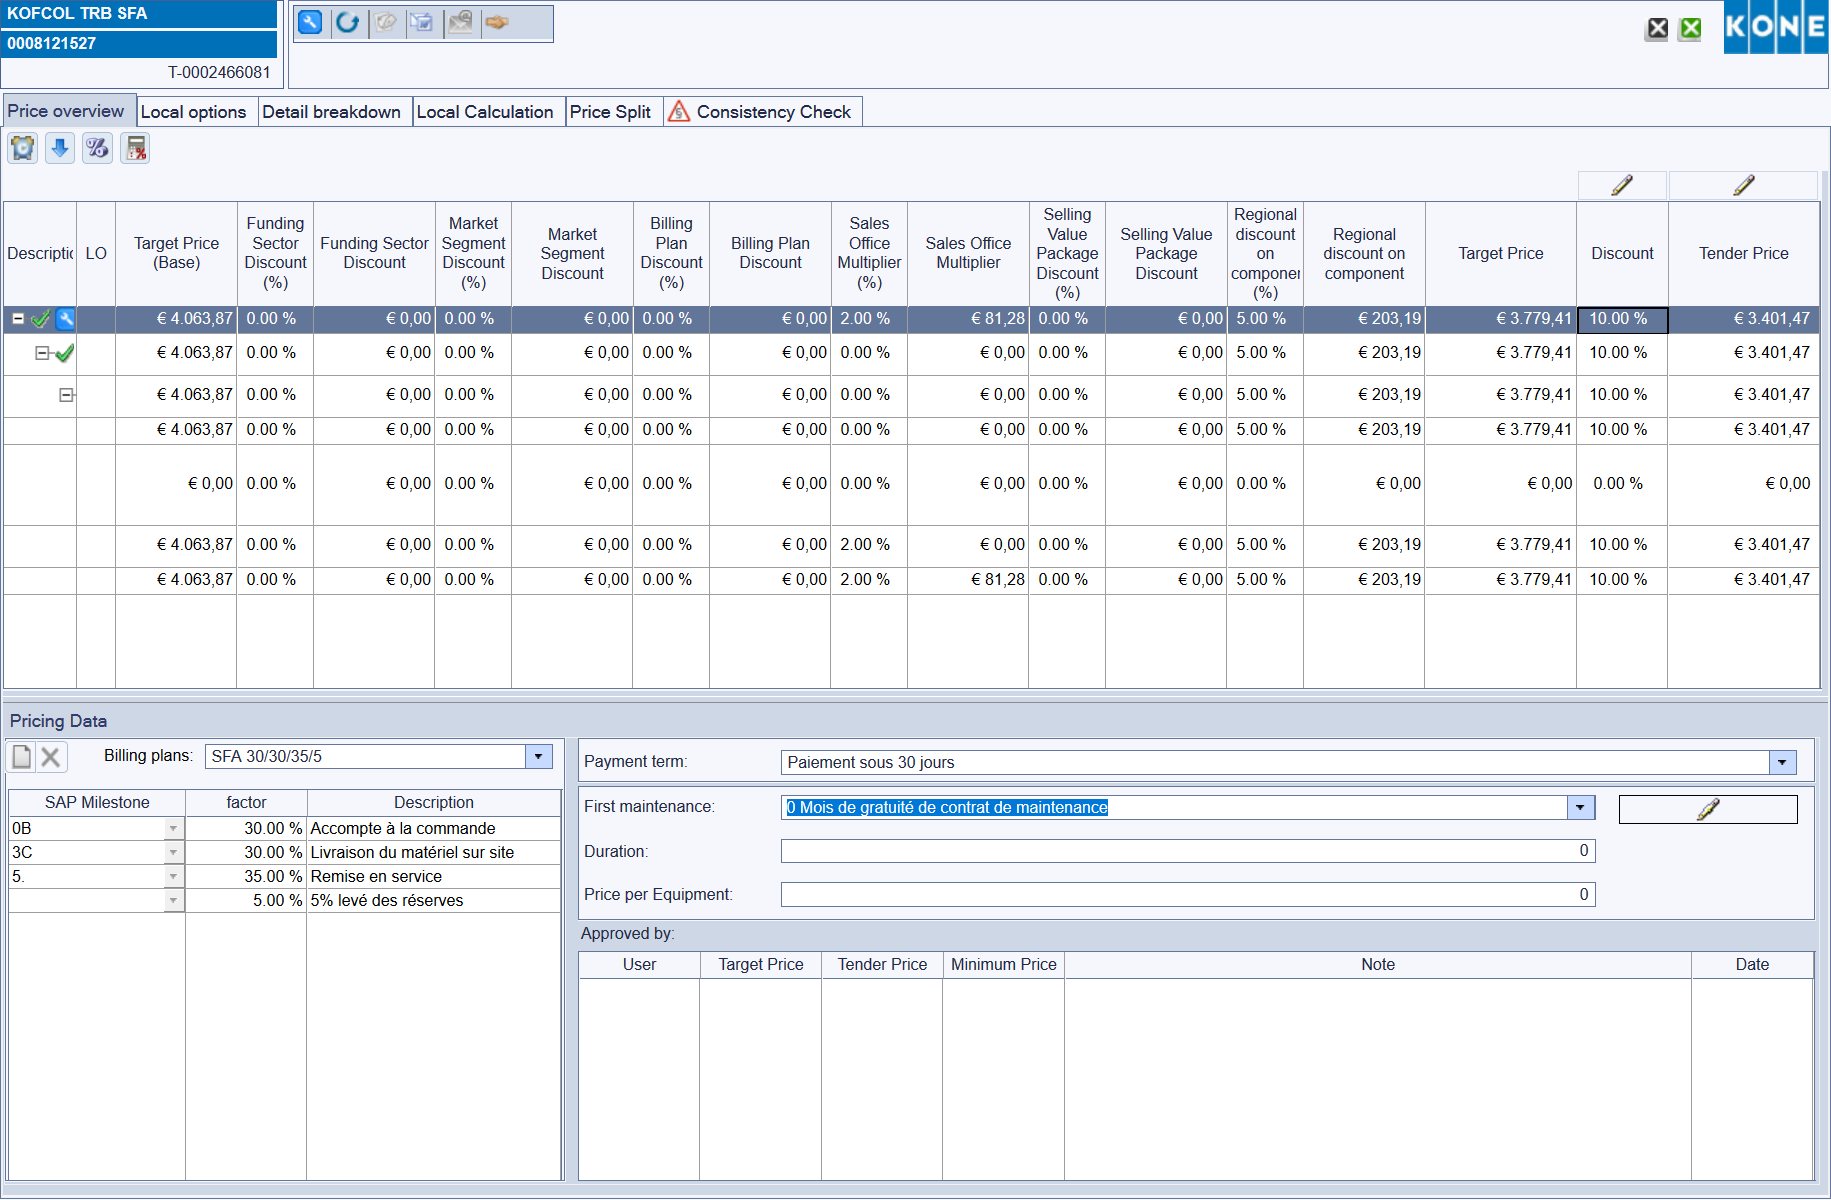 KOFCOL TRB SFA
0008121527
T-0002466081
KONE
Price overview
Local options
Detail breakdown
Local Calculation
Price Split
Consistency Check
Descriptic LO Target Price (Base) Funding Sector Discount (%) Funding Sector Discount Market Segment Discount (%) Market Segment Discount Billing Plan Discount (%) Billing Plan Discount Sales Office Multiplier (%) Sales Office Multiplier Selling Value Package Discount (%) Selling Value Package Discount Regional discount on componer (%) Regional discount on component Target Price Discount Tender Price
€ 4.063,87 0.00 % € 0,00 0.00 % € 0,00 0.00 % € 0,00 2.00 % € 81,28 0.00 % € 0,00 5.00 % € 203,19 € 3.779,41 10.00 % € 3.401,47
€ 4.063,87 0.00 % € 0,00 0.00 % € 0,00 0.00 % € 0,00 0.00 % € 0,00 0.00 % € 0,00 5.00 % € 203,19 € 3.779,41 10.00 % € 3.401,47
€ 4.063,87 0.00 % € 0,00 0.00 % € 0,00 0.00 % € 0,00 0.00 % € 0,00 0.00 % € 0,00 5.00 % € 203,19 € 3.779,41 10.00 % € 3.401,47
€ 4.063,87 0.00 % € 0,00 0.00 % € 0,00 0.00 % € 0,00 0.00 % € 0,00 0.00 % € 0,00 5.00 % € 203,19 € 3.779,41 10.00 % € 3.401,47
€ 0,00 0.00 % € 0,00 0.00 % € 0,00 0.00 % € 0,00 0.00 % € 0,00 0.00 % € 0,00 0.00 % € 0,00 € 0,00 0.00 % € 0,00
€ 4.063,87 0.00 % € 0,00 0.00 % € 0,00 0.00 % € 0,00 2.00 % € 0,00 0.00 % € 0,00 5.00 % € 203,19 € 3.779,41 10.00 % € 3.401,47
€ 4.063,87 0.00 % € 0,00 0.00 % € 0,00 0.00 % € 0,00 2.00 % € 81,28 0.00 % € 0,00 5.00 % € 203,19 € 3.779,41 10.00 % € 3.401,47
Pricing Data
Billing plans: SFA 30/30/35/5
SAP Milestone factor Description
0B 30.00 % Accompte à la commande
3C 30.00 % Livraison du matériel sur site
5. 35.00 % Remise en service
5.00 % 5% levé des réserves
Payment term: Paiement sous 30 jours
First maintenance: 0 Mois de gratuité de contrat de maintenance
Duration: 0
Price per Equipment: 0
Approved by:
User Target Price Tender Price Minimum Price Note Date